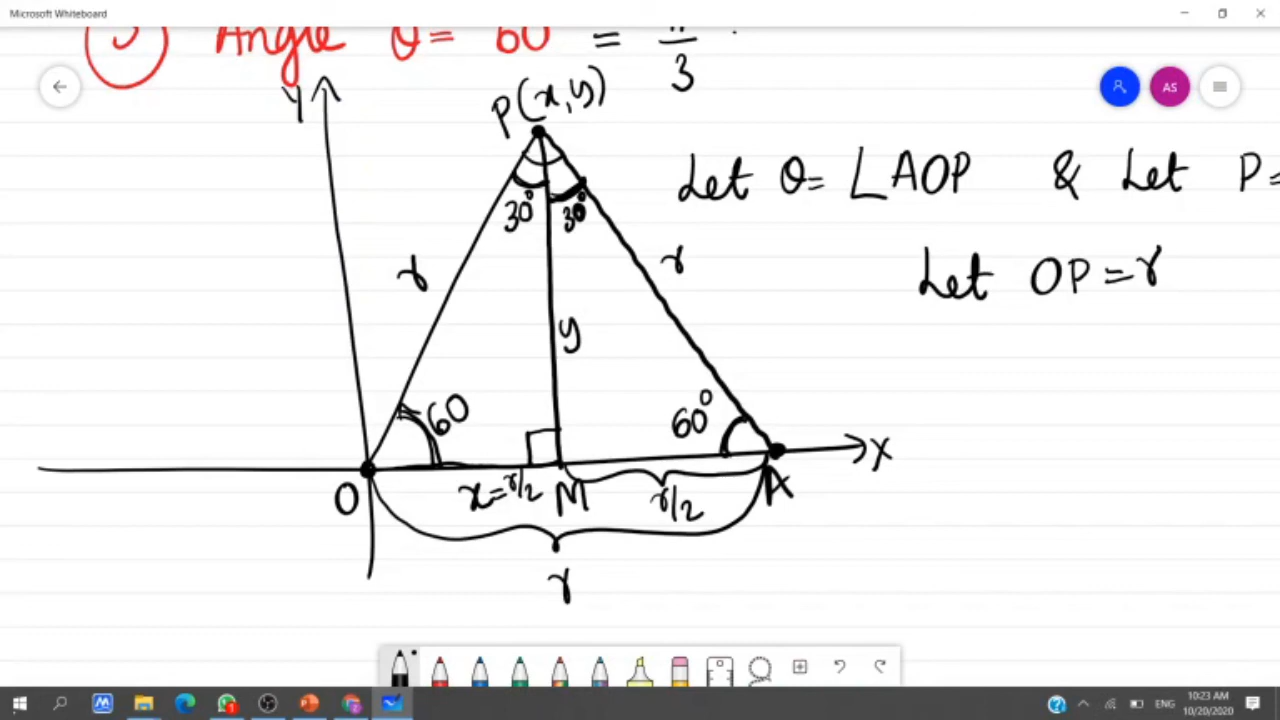 Microsoft Whiteboard
Angle θ = 60 = π/3
Y
P(x,y)
AS
Let θ = ∠AOP & Let P =
30° 30°
r r
Let OP = r
y
60 60°
X
O x = r/2 M r/2 A
r
ENG 10:23 AM
10/20/2020